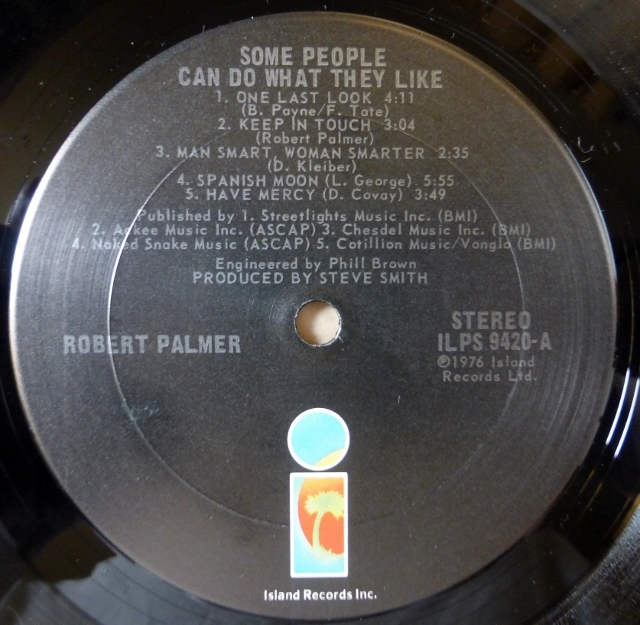 SOME PEOPLE
CAN DO WHAT THEY LIKE
1. ONE LAST LOOK 4:11
(B. Payne/F. Tate)
2. KEEP IN TOUCH 3:04
(Robert Palmer)
3. MAN SMART, WOMAN SMARTER 2:35
(D. Kleiber)
4. SPANISH MOON (L. George) 5:55
5. HAVE MERCY (D. Covay) 3:49
Published by 1. Streetlights Music Inc. (BMI)
2. Ackee Music Inc. (ASCAP) 3. Chesdel Music Inc. (BMI)
4. Naked Snake Music (ASCAP) 5. Cotillion Music/Vonglo (BMI)
Engineered by Phill Brown
PRODUCED BY STEVE SMITH
ROBERT PALMER
STEREO
ILPS 9420-A
℗1976 Island
Records Ltd.
Island Records Inc.